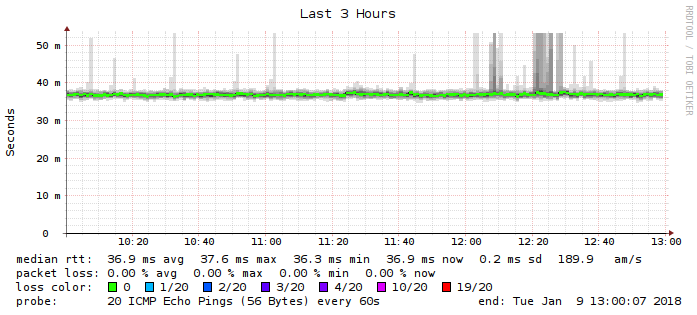 Last 3 Hours
RRDTOOL / TOBI OETIKER
Seconds
50 m
40 m
30 m
20 m
10 m
0
10:20 10:40 11:00 11:20 11:40 12:00 12:20 12:40 13:00
median rtt: 36.9 ms avg 37.6 ms max 36.3 ms min 36.9 ms now 0.2 ms sd 189.9 am/s
packet loss: 0.00 % avg 0.00 % max 0.00 % min 0.00 % now
loss color: 0 1/20 2/20 3/20 4/20 10/20 19/20
probe: 20 ICMP Echo Pings (56 Bytes) every 60s end: Tue Jan 9 13:00:07 2018